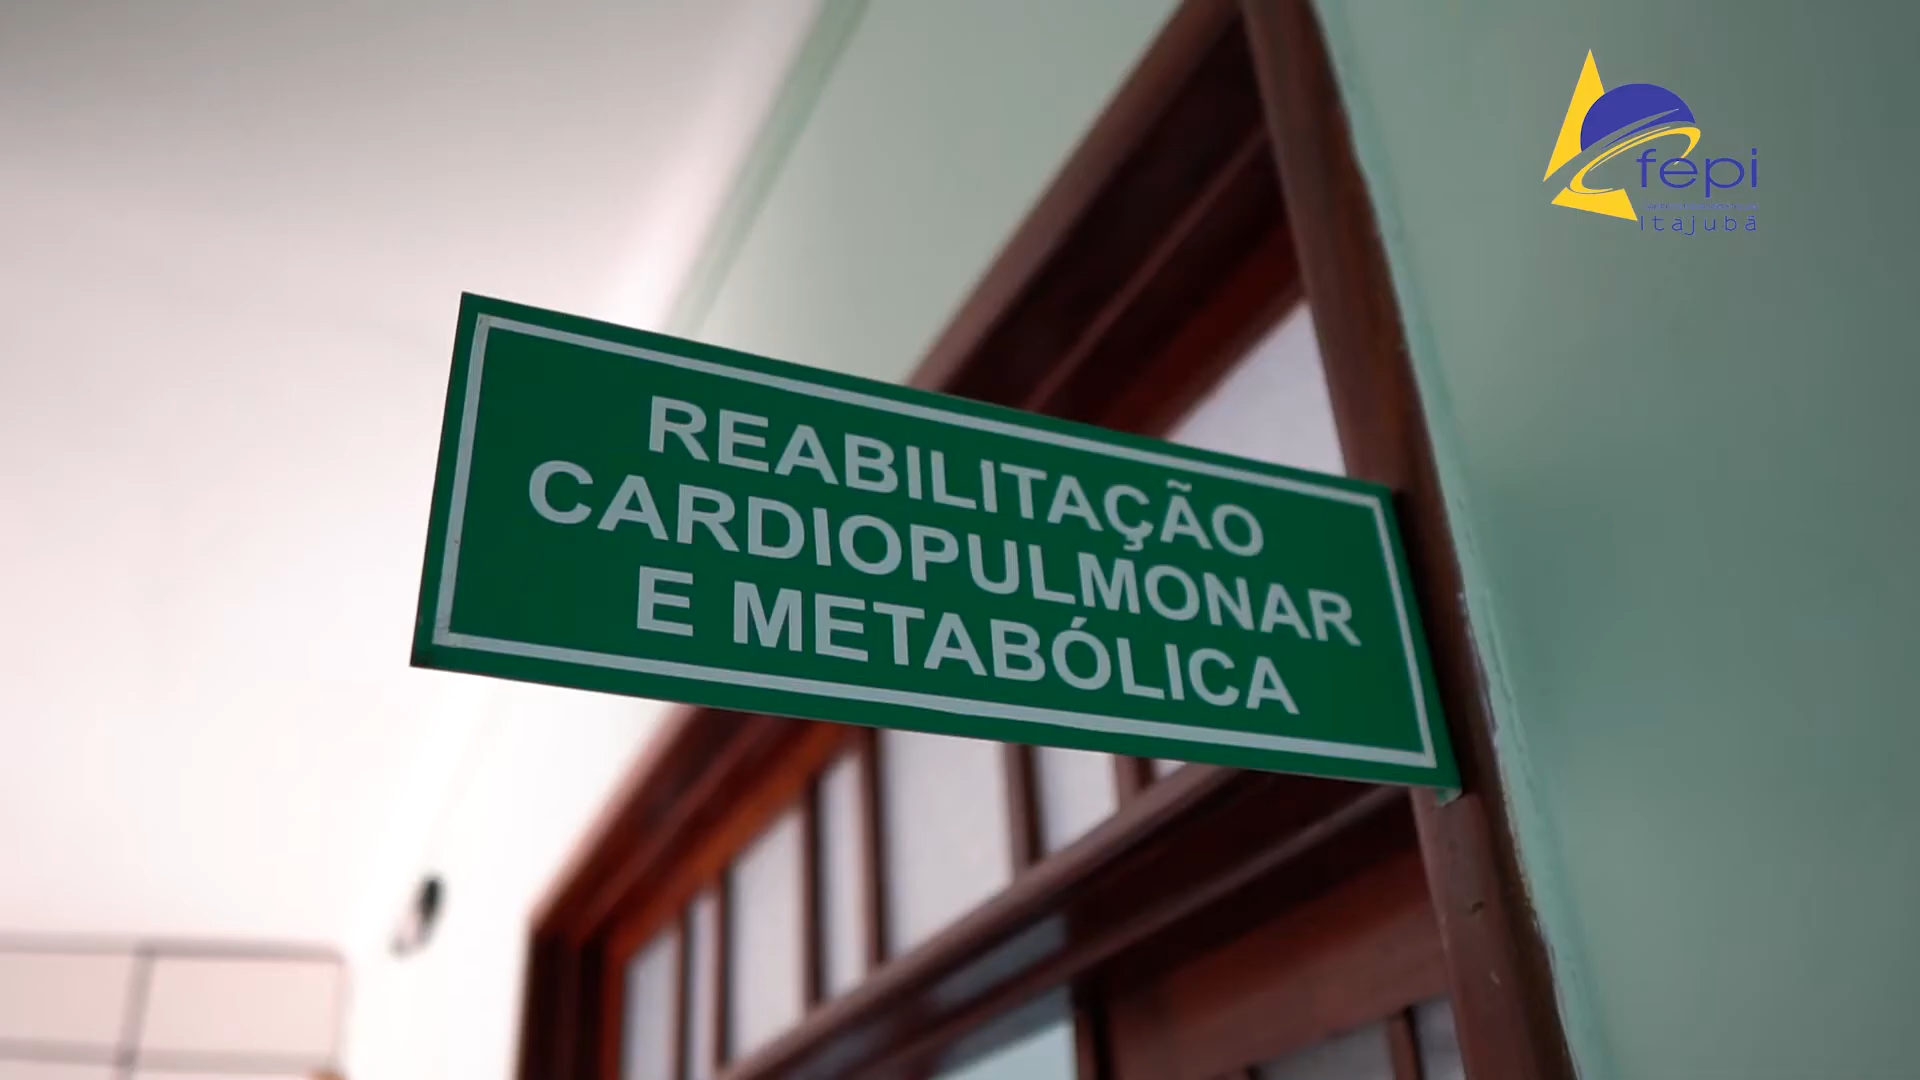 fepi
Itajubá
REABILITAÇÃO
CARDIOPULMONAR
E METABÓLICA